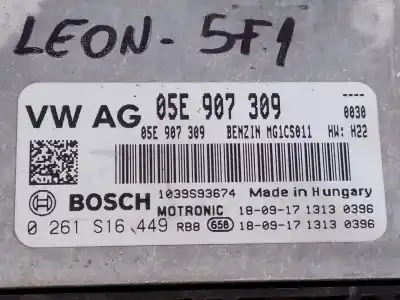 LEON - 5F1
VW AG 05E 907 309 ----
0030
05E 907 309 BENZIN MG1CS011 HW: H22
BOSCH 1039S93674 Made in Hungary
MOTRONIC 18-09-17 1313 0396
0 261 S16 449 RB8 658 18-09-17 1313 0396